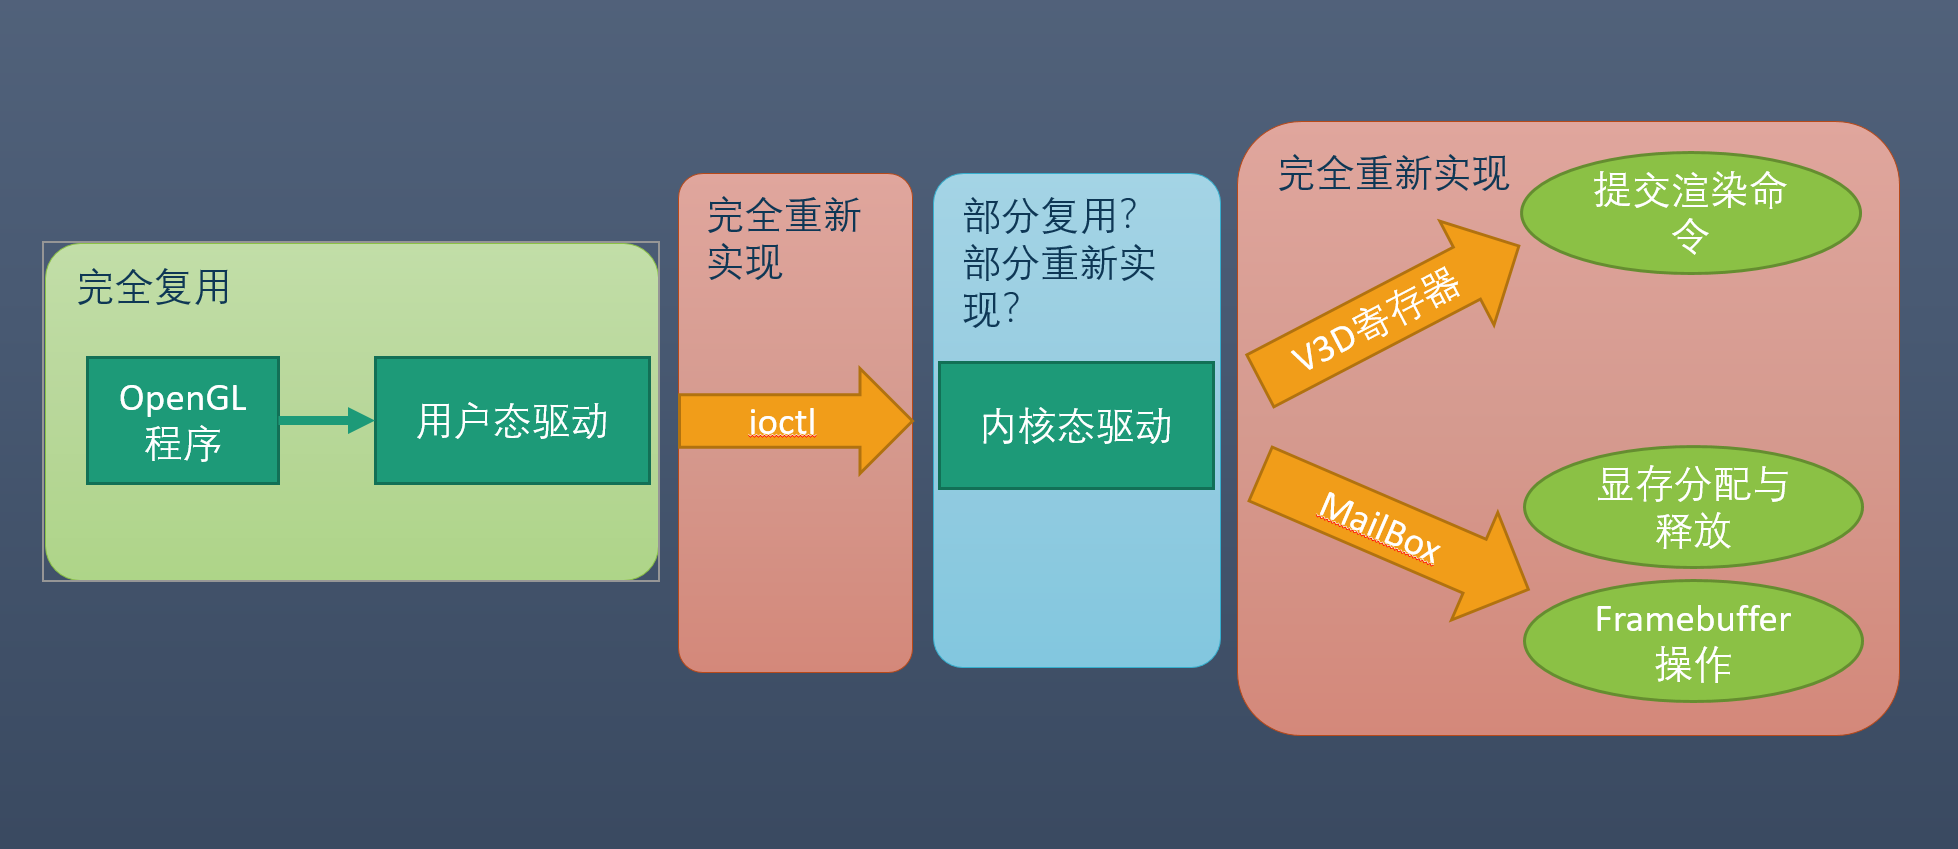 完全复用
OpenGL
程序
用户态驱动
完全重新
实现
ioctl
部分复用?
部分重新实
现?
内核态驱动
完全重新实现
V3D寄存器
提交渲染命
令
MailBox
显存分配与
释放
Framebuffer
操作